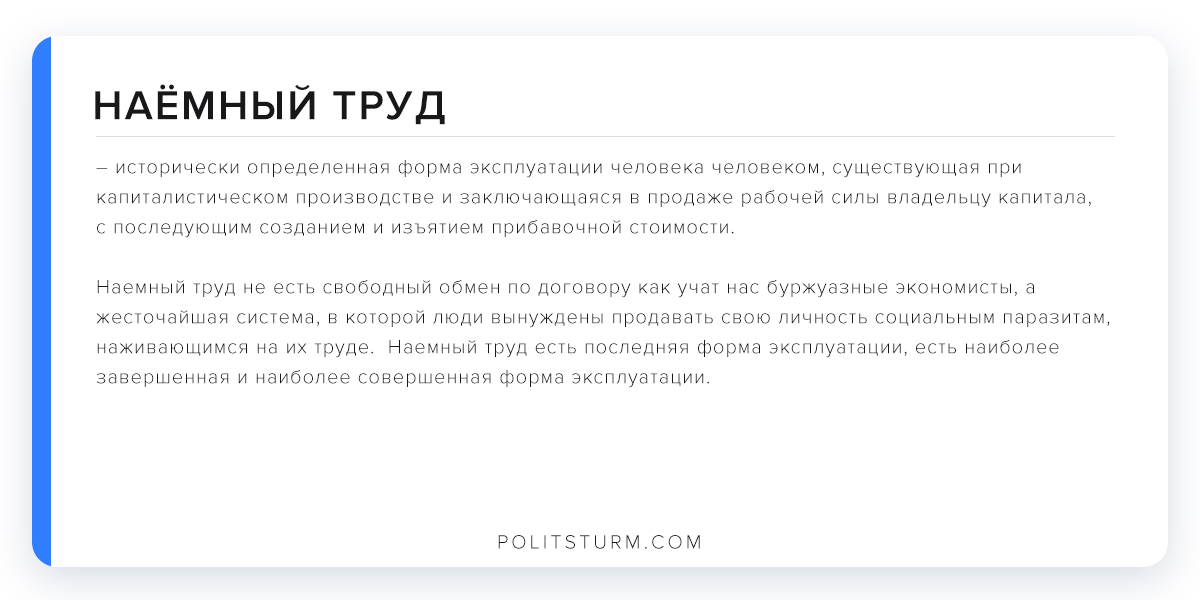 НАЁМНЫЙ ТРУД
– исторически определенная форма эксплуатации человека человеком, существующая при
капиталистическом производстве и заключающаяся в продаже рабочей силы владельцу капитала,
с последующим созданием и изъятием прибавочной стоимости.
Наемный труд не есть свободный обмен по договору как учат нас буржуазные экономисты, а
жесточайшая система, в которой люди вынуждены продавать свою личность социальным паразитам,
наживающимся на их труде.  Наемный труд есть последняя форма эксплуатации, есть наиболее
завершенная и наиболее совершенная форма эксплуатации.
POLITSTURM.COM